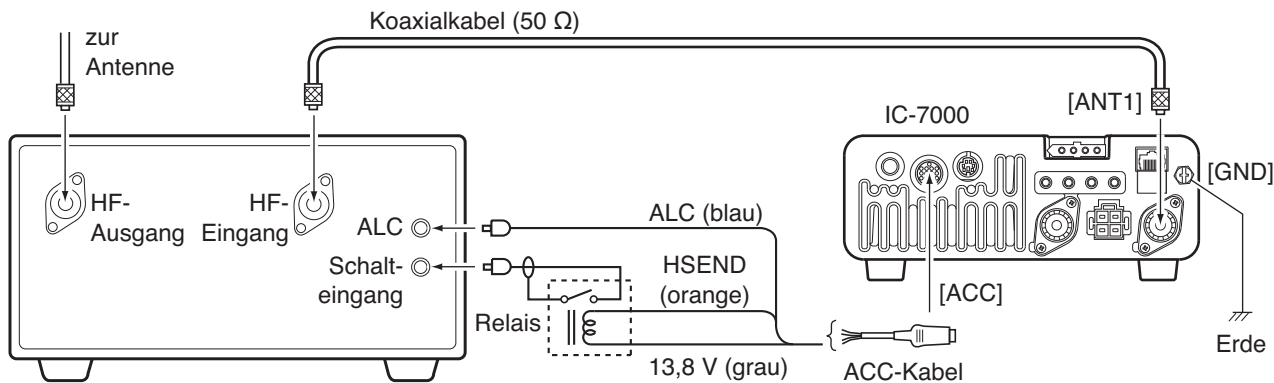 Koaxialkabel (50 Ω)
zur
Antenne
[ANT1]
IC-7000
[GND]
HF-
Ausgang
HF-
Eingang
ALC
ALC (blau)
Schalt-
eingang
HSEND
(orange)
[ACC]
Relais
Erde
13,8 V (grau)
ACC-Kabel